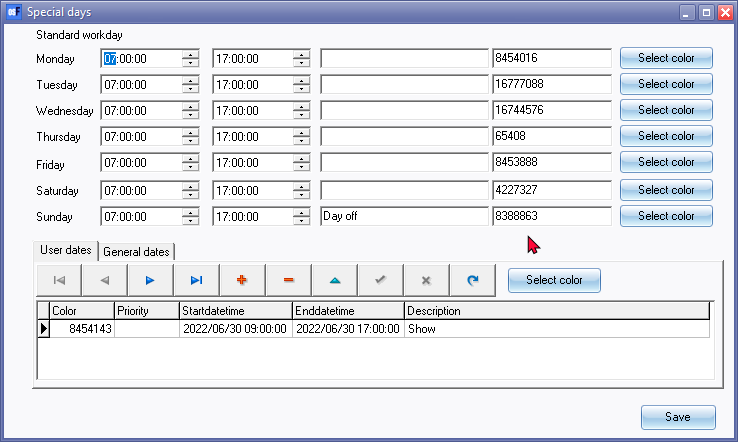 Special days
Standard workday
Monday 07:00:00 17:00:00 8454016 Select color
Tuesday 07:00:00 17:00:00 16777088 Select color
Wednesday 07:00:00 17:00:00 16744576 Select color
Thursday 07:00:00 17:00:00 65408 Select color
Friday 07:00:00 17:00:00 8453888 Select color
Saturday 07:00:00 17:00:00 4227327 Select color
Sunday 07:00:00 17:00:00 Day off 8388863 Select color
User dates General dates
Select color
Color Priority Startdatetime Enddatetime Description
8454143 2022/06/30 09:00:00 2022/06/30 17:00:00 Show
Save